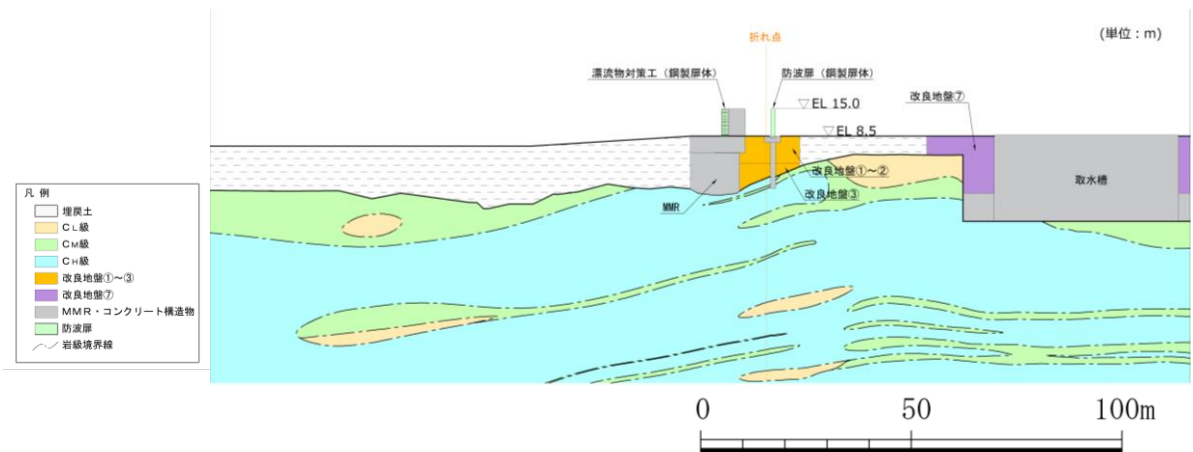 (単位：m)
折れ点
漂流物対策工（鋼製扉体）
防波扉（鋼製扉体）
改良地盤⑦
▽EL 15.0
▽EL 8.5
改良地盤①～②
取水槽
改良地盤③
MMR
凡 例
埋戻土
CL級
CM級
CH級
改良地盤①～③
改良地盤⑦
MMR・コンクリート構造物
防波扉
岩級境界線
0 50 100m